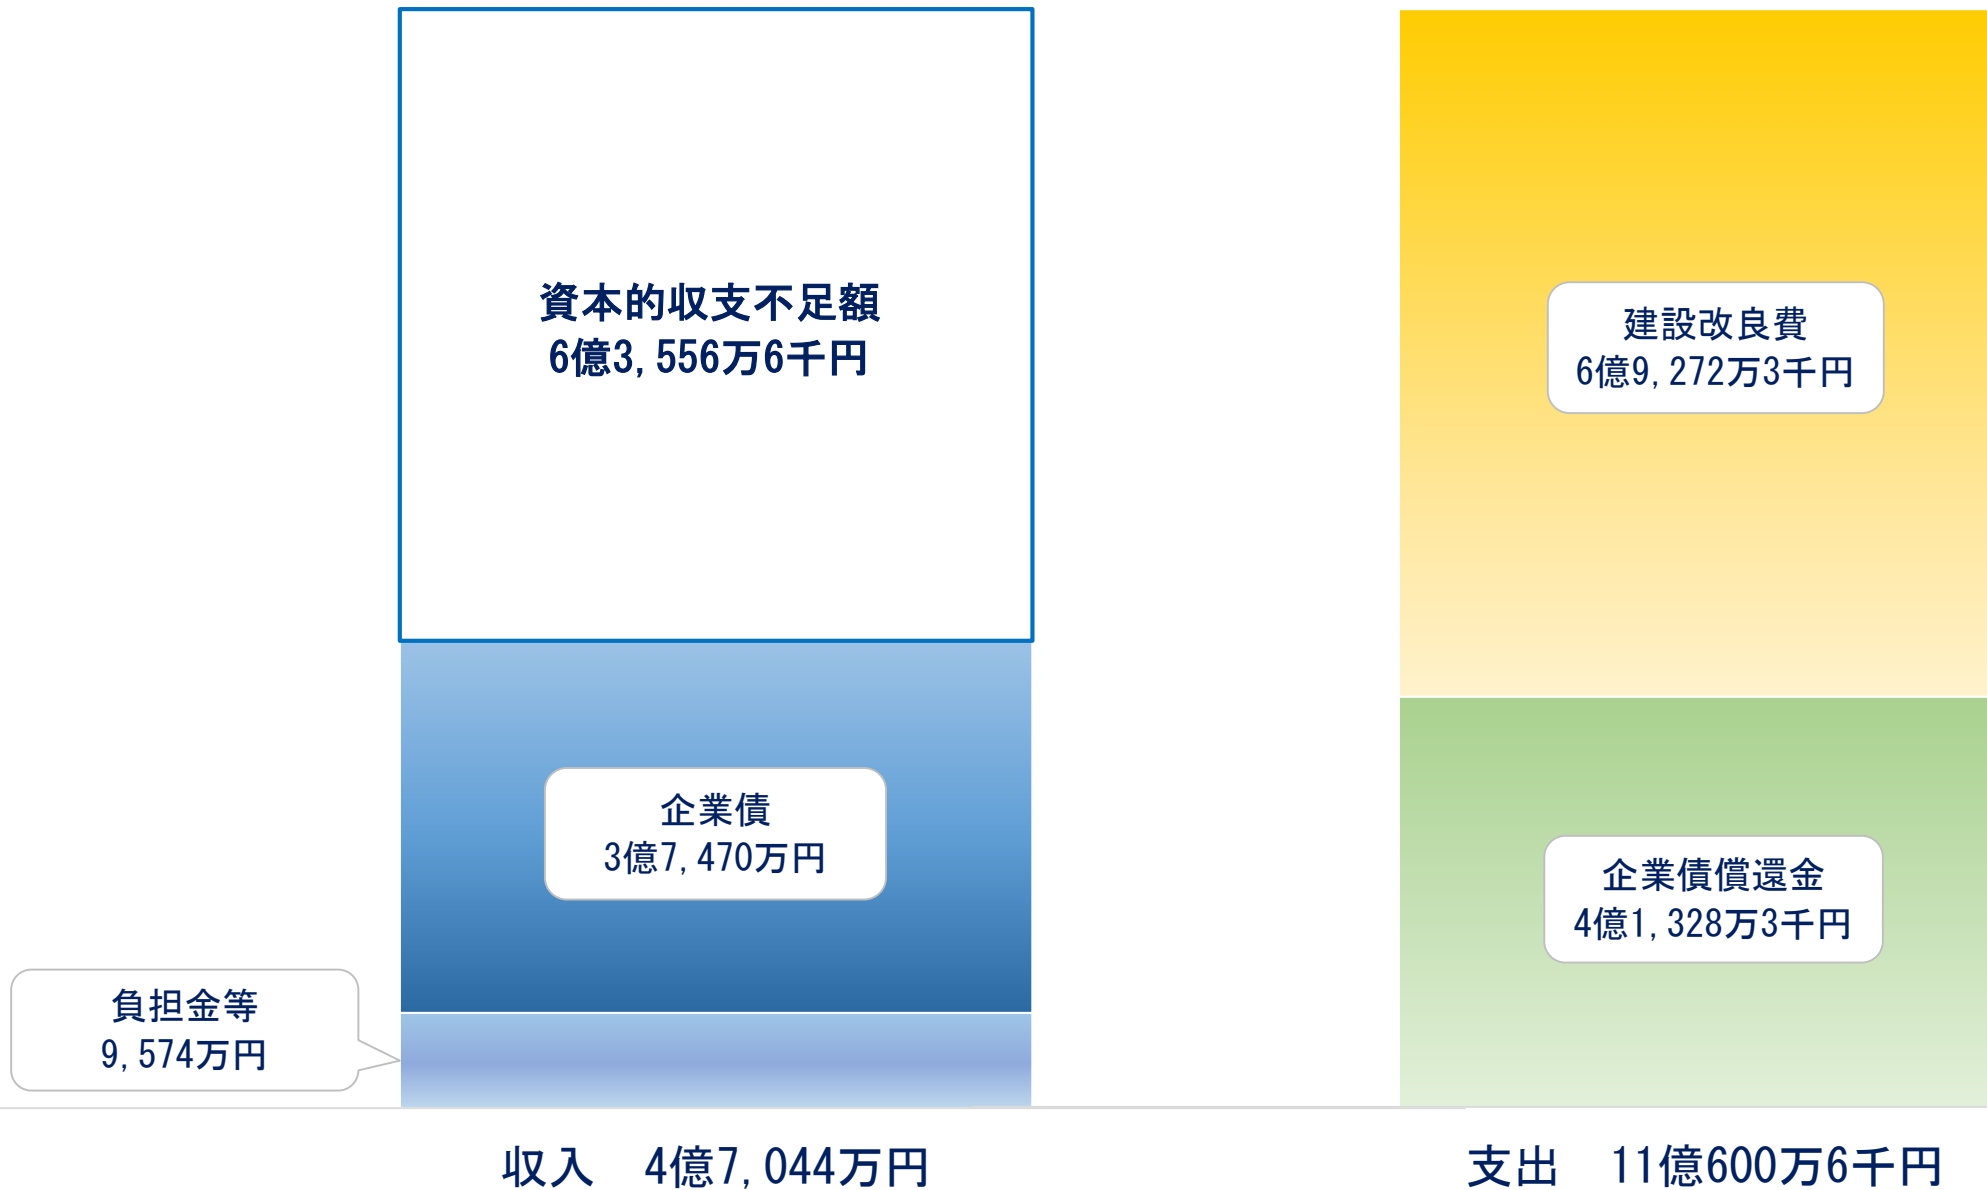 資本的収支不足額
6億3,556万6千円
企業債
3億7,470万円
負担金等
9,574万円
収入　4億7,044万円
建設改良費
6億9,272万3千円
企業債償還金
4億1,328万3千円
支出　11億600万6千円